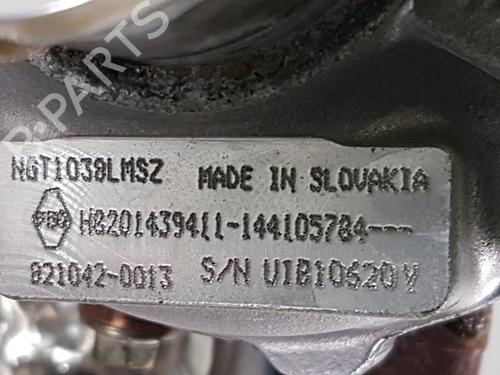 B-PARTS
NGT1038LMSZ MADE IN SLOVAKIA
H8201439411-144105784---
821042-0013 S/N U1B10620V